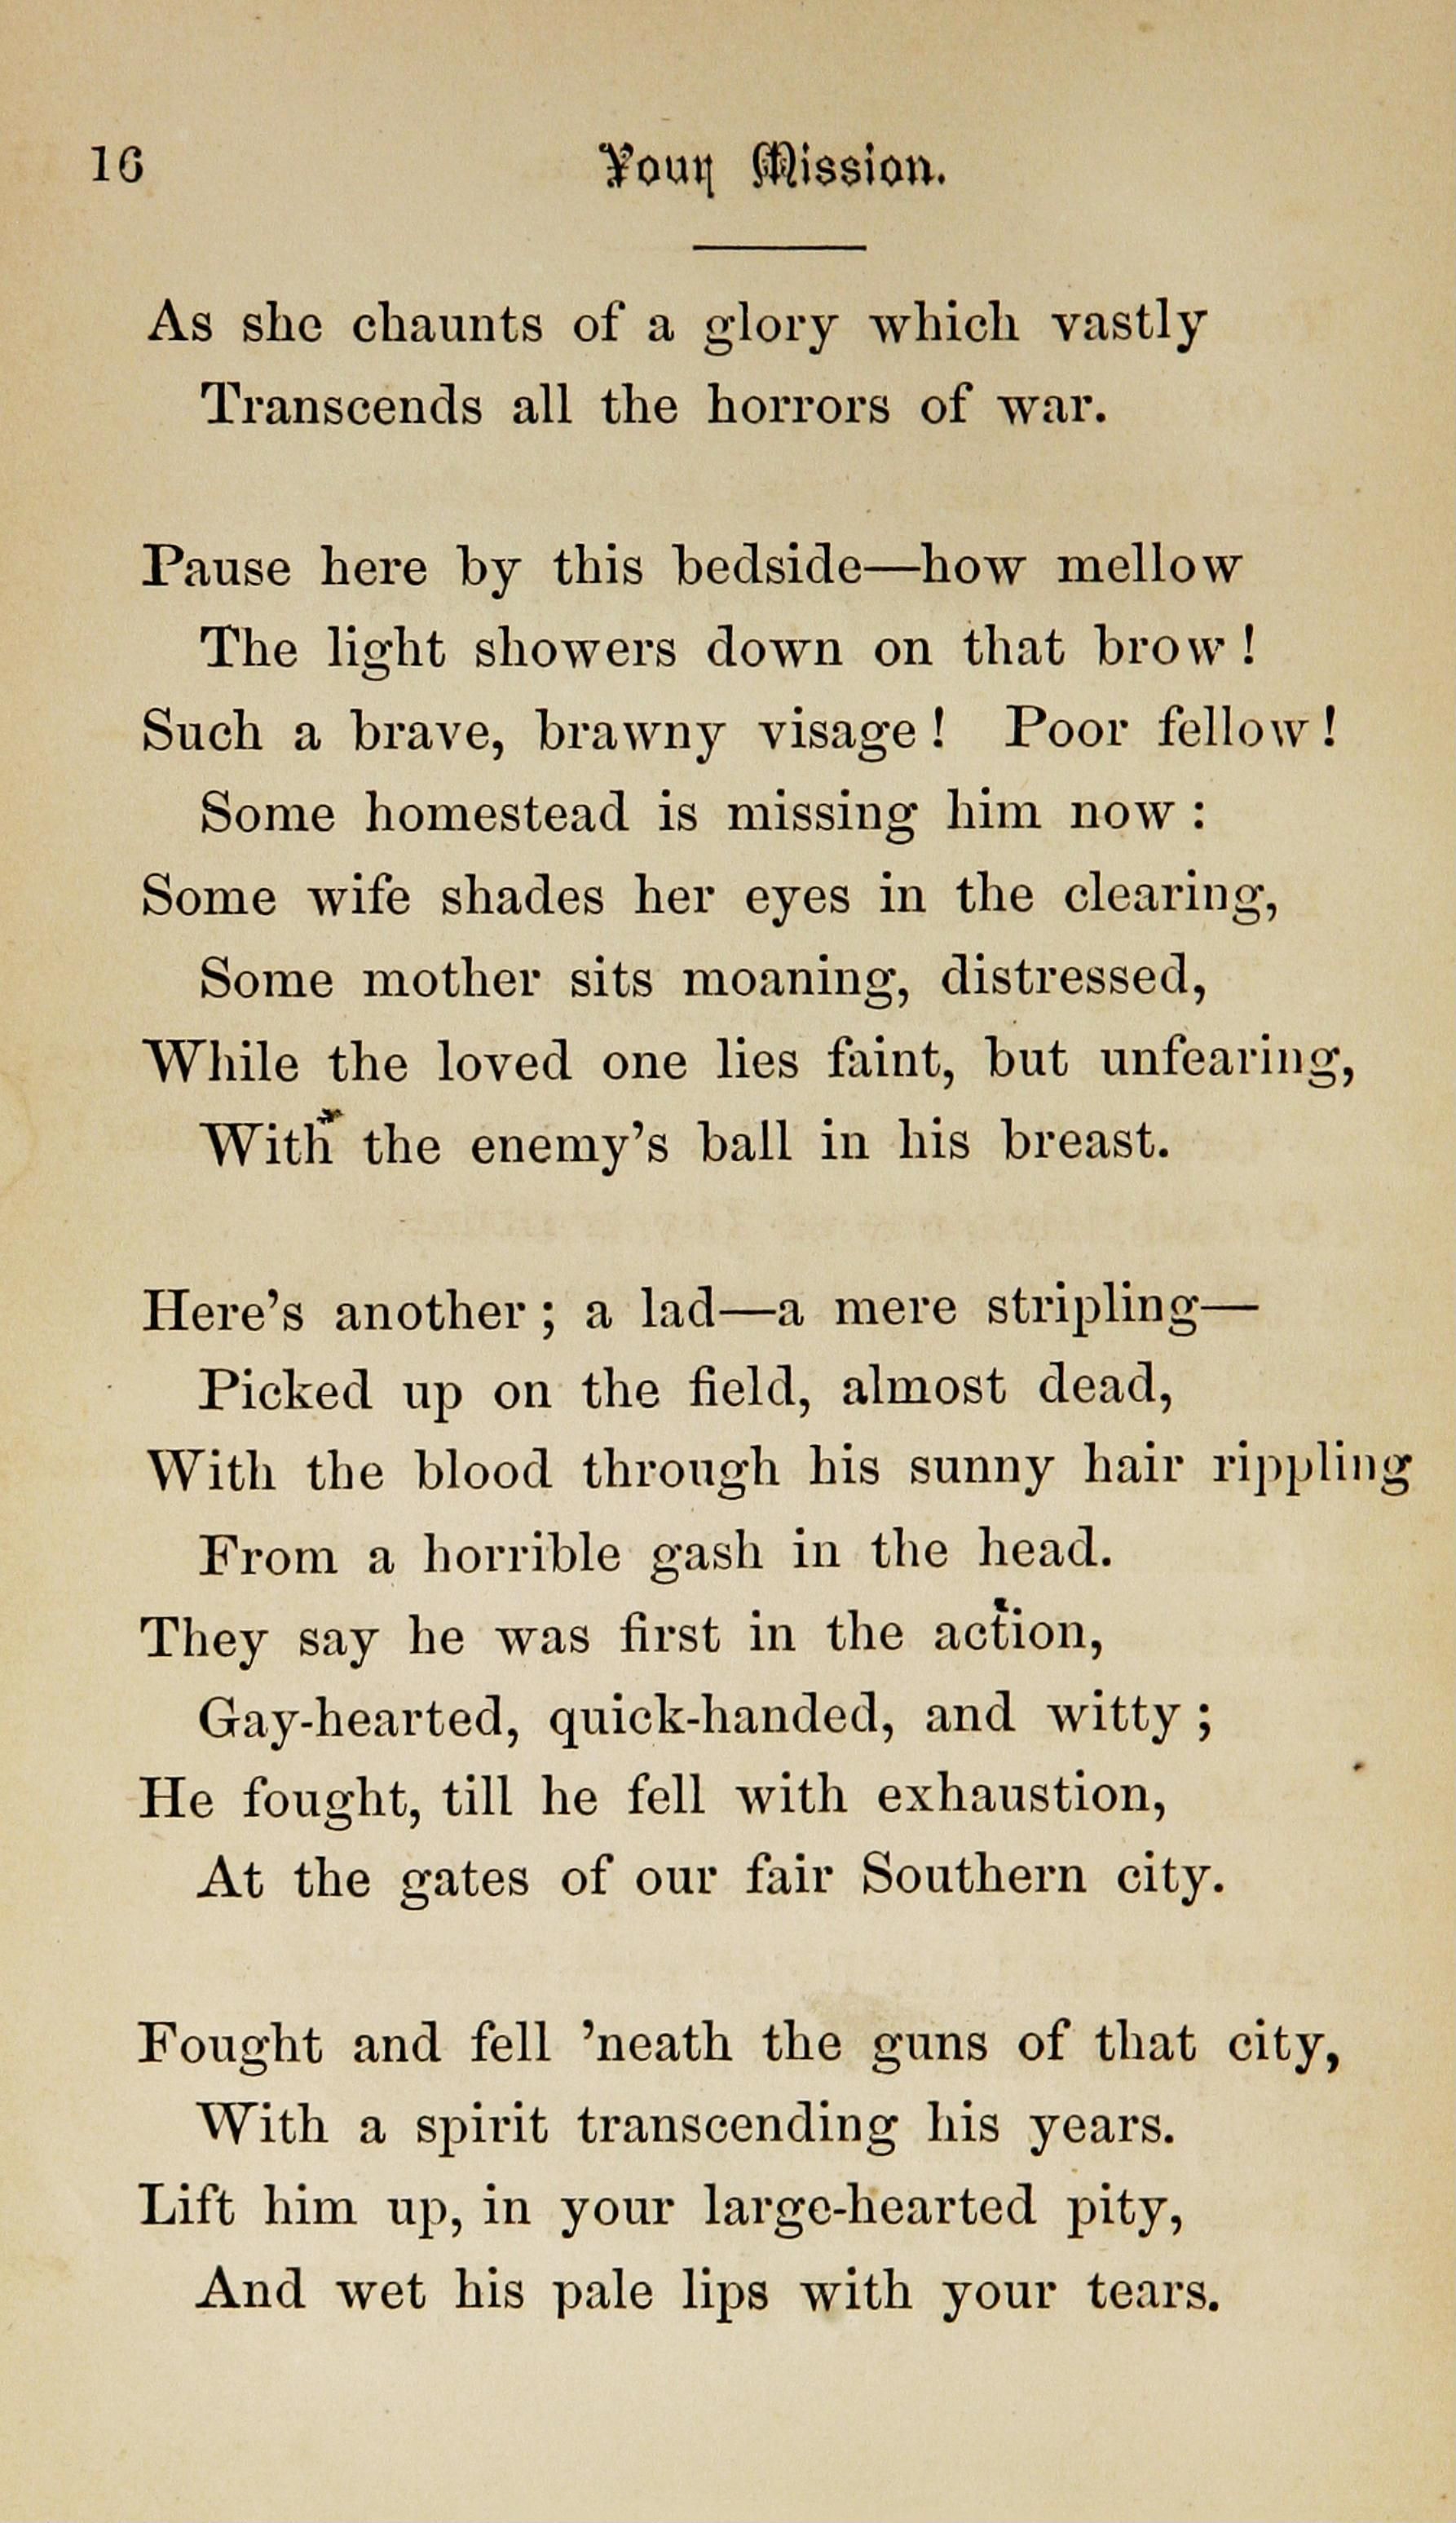 16 Your Mission.
As she chaunts of a glory which vastly
Transcends all the horrors of war.
Pause here by this bedside—how mellow
The light showers down on that brow!
Such a brave, brawny visage! Poor fellow!
Some homestead is missing him now:
Some wife shades her eyes in the clearing,
Some mother sits moaning, distressed,
While the loved one lies faint, but unfearing,
With the enemy's ball in his breast.
Here's another; a lad—a mere stripling—
Picked up on the field, almost dead,
With the blood through his sunny hair rippling
From a horrible gash in the head.
They say he was first in the action,
Gay-hearted, quick-handed, and witty;
He fought, till he fell with exhaustion,
At the gates of our fair Southern city.
Fought and fell 'neath the guns of that city,
With a spirit transcending his years.
Lift him up, in your large-hearted pity,
And wet his pale lips with your tears.